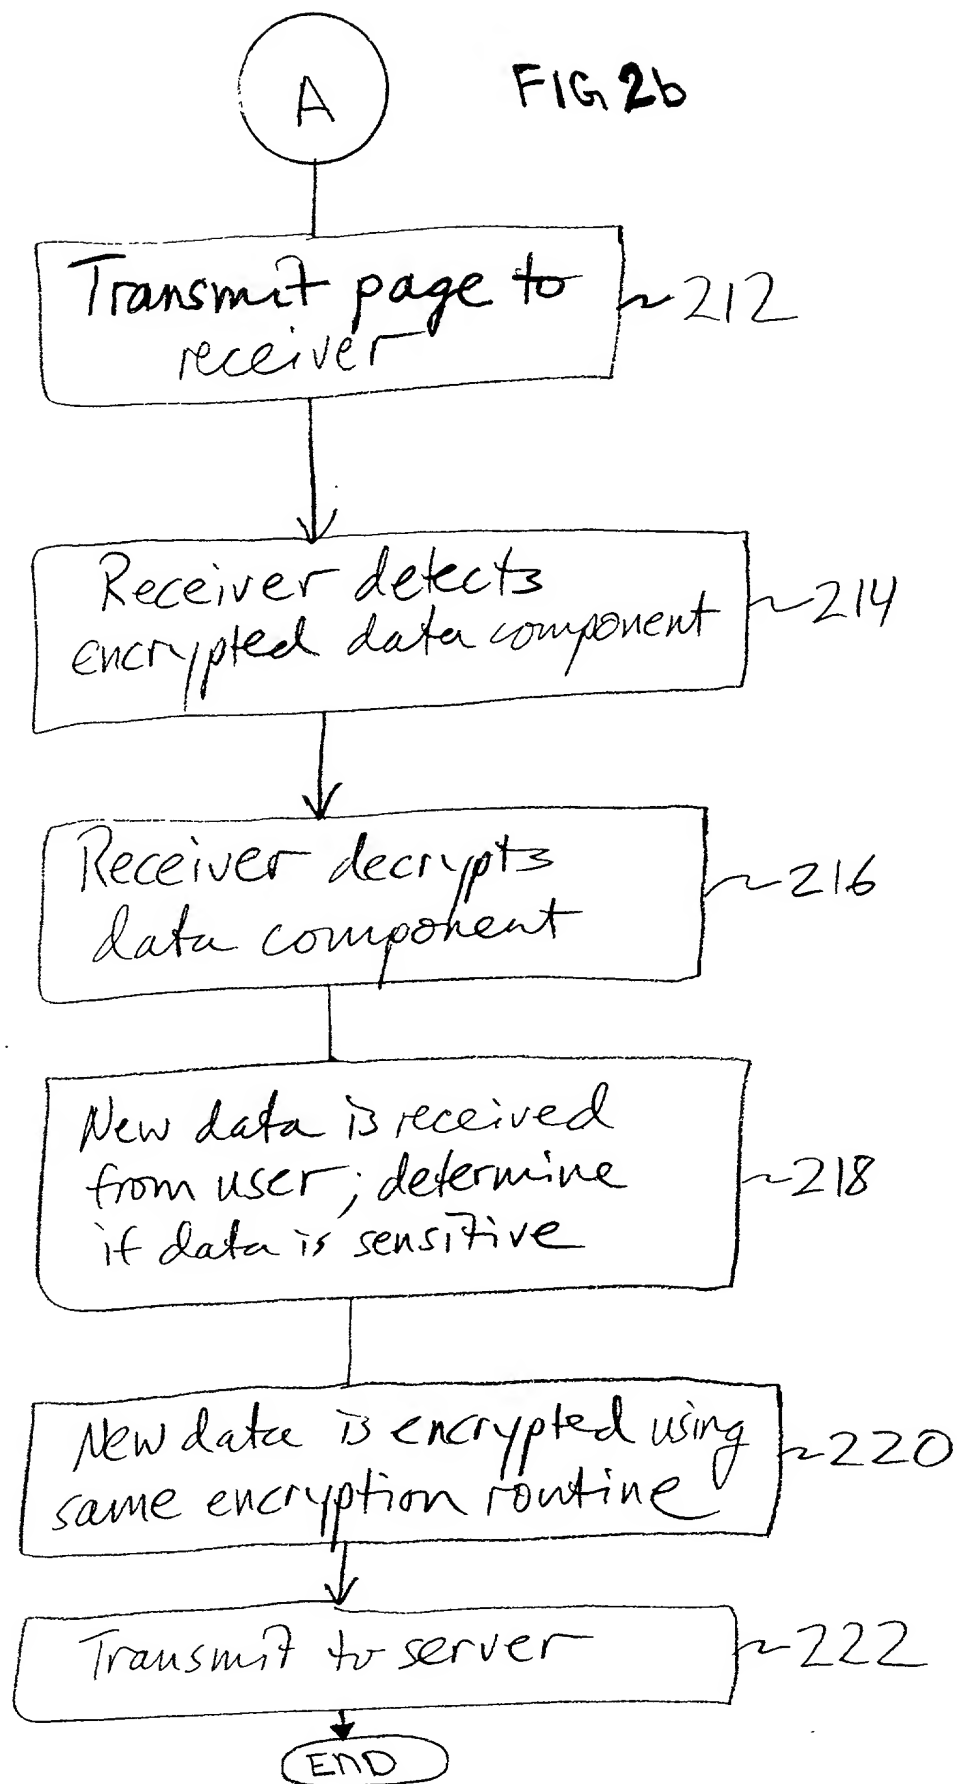 A
FIG 2b
Transmit page to
receiver
212
Receiver detects
encrypted data component
214
Receiver decrypts
data component
216
New data is received
from user; determine
if data is sensitive
218
New data is encrypted using
same encryption routine
220
Transmit to server
222
END